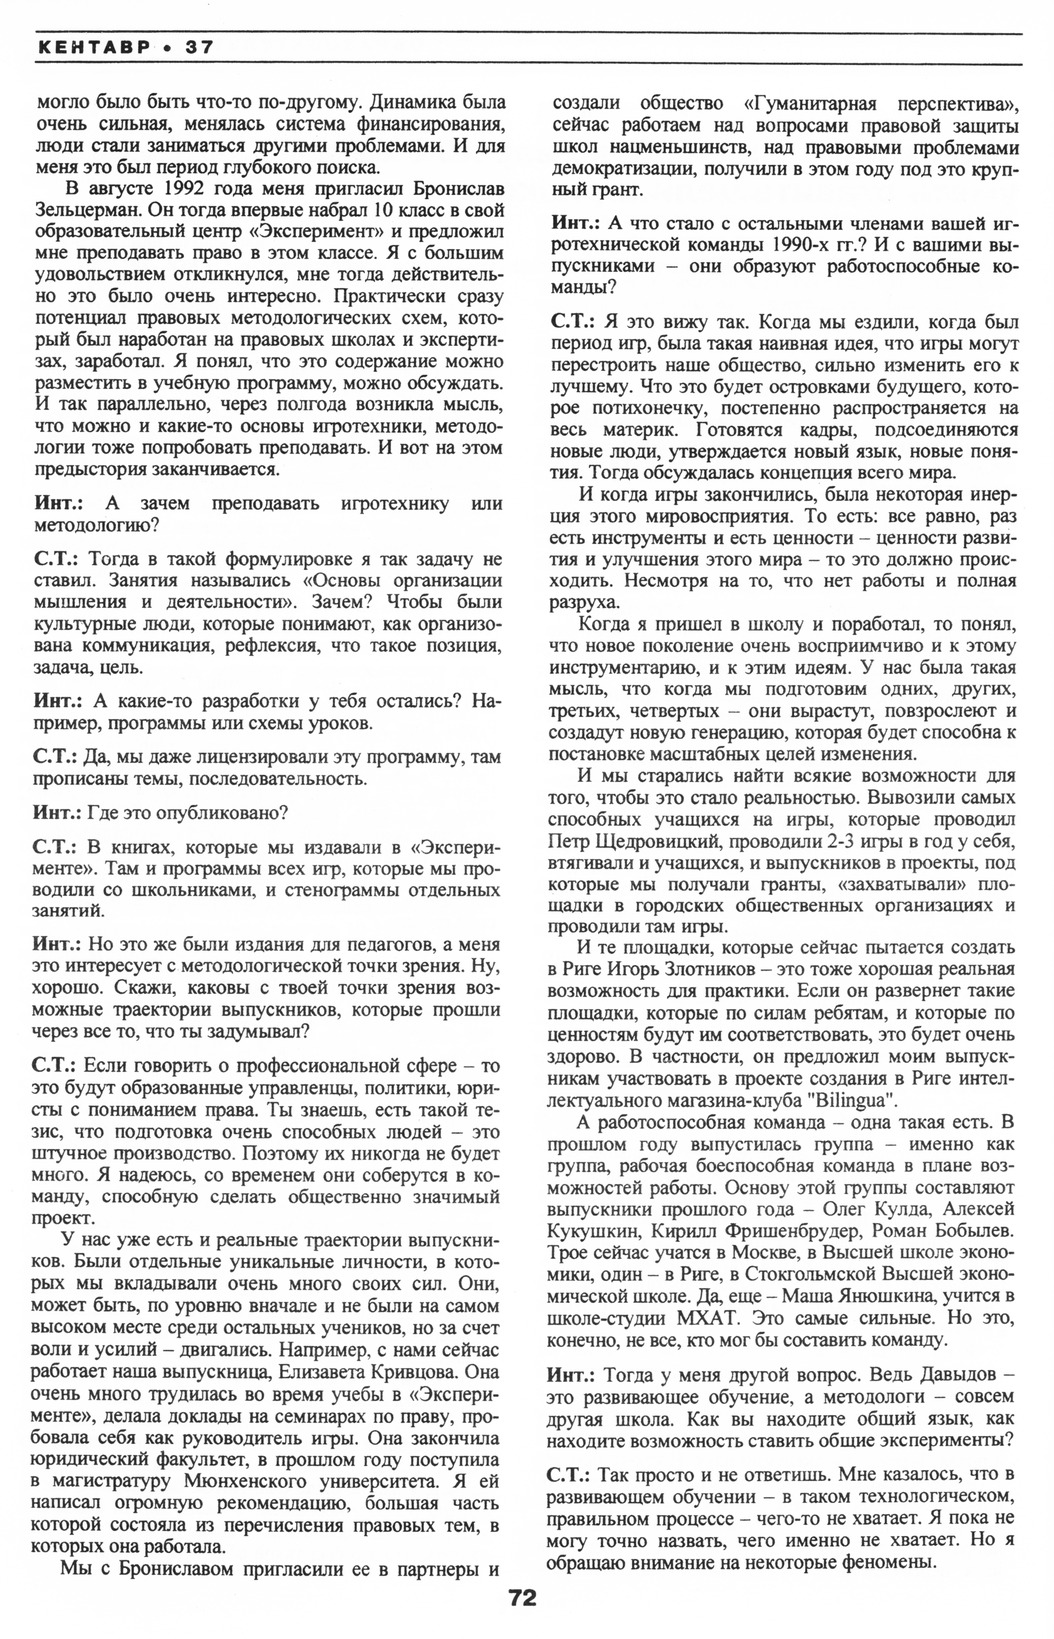 КЕНТАВР • 37
могло было быть что-то по-другому. Динамика была
очень сильная, менялась система финансирования,
люди стали заниматься другими проблемами. И для
меня это был период глубокого поиска.
В августе 1992 года меня пригласил Бронислав
Зельцерман. Он тогда впервые набрал 10 класс в свой
образовательный центр «Эксперимент» и предложил
мне преподавать право в этом классе. Я с большим
удовольствием откликнулся, мне тогда действитель-
но это было очень интересно. Практически сразу
потенциал правовых методологических схем, кото-
рый был наработан на правовых школах и эксперти-
зах, заработал. Я понял, что это содержание можно
разместить в учебную программу, можно обсуждать.
И так параллельно, через полгода возникла мысль,
что можно и какие-то основы игротехники, методо-
логии тоже попробовать преподавать. И вот на этом
предыстория заканчивается.
Инт.: А зачем преподавать игротехнику или
методологию?
С.Т.: Тогда в такой формулировке я так задачу не
ставил. Занятия назывались «Основы организации
мышления и деятельности». Зачем? Чтобы были
культурные люди, которые понимают, как организо-
вана коммуникация, рефлексия, что такое позиция,
задача, цель.
Инт.: А какие-то разработки у тебя остались? На-
пример, программы или схемы уроков.
С.Т.: Да, мы даже лицензировали эту программу, там
прописаны темы, последовательность.
Инт.: Где это опубликовано?
С.Т.: В книгах, которые мы издавали в «Экспери-
менте». Там и программы всех игр, которые мы про-
водили со школьниками, и стенограммы отдельных
занятий.
Инт.: Но это же были издания для педагогов, а меня
это интересует с методологической точки зрения. Ну,
хорошо. Скажи, каковы с твоей точки зрения воз-
можные траектории выпускников, которые прошли
через все то, что ты задумывал?
С.Т.: Если говорить о профессиональной сфере – то
это будут образованные управленцы, политики, юри-
сты с пониманием права. Ты знаешь, есть такой те-
зис, что подготовка очень способных людей – это
штучное производство. Поэтому их никогда не будет
много. Я надеюсь, со временем они соберутся в ко-
манду, способную сделать общественно значимый
проект.
У нас уже есть и реальные траектории выпускни-
ков. Были отдельные уникальные личности, в кото-
рых мы вкладывали очень много своих сил. Они,
может быть, по уровню вначале и не были на самом
высоком месте среди остальных учеников, но за счет
воли и усилий – двигались. Например, с нами сейчас
работает наша выпускница, Елизавета Кривцова. Она
очень много трудилась во время учебы в «Экспери-
менте», делала доклады на семинарах по праву, про-
бовала себя как руководитель игры. Она закончила
юридический факультет, в прошлом году поступила
в магистратуру Мюнхенского университета. Я ей
написал огромную рекомендацию, большая часть
которой состояла из перечисления правовых тем, в
которых она работала.
Мы с Брониславом пригласили ее в партнеры и
создали общество «Гуманитарная перспектива»,
сейчас работаем над вопросами правовой защиты
школ нацменьшинств, над правовыми проблемами
демократизации, получили в этом году под это круп-
ный грант.
Инт.: А что стало с остальными членами вашей иг-
ротехнической команды 1990-х гг.? И с вашими вы-
пускниками – они образуют работоспособные ко-
манды?
С.Т.: Я это вижу так. Когда мы ездили, когда был
период игр, была такая наивная идея, что игры могут
перестроить наше общество, сильно изменить его к
лучшему. Что это будет островками будущего, кото-
рое потихонечку, постепенно распространяется на
весь материк. Готовятся кадры, подсоединяются
новые люди, утверждается новый язык, новые поня-
тия. Тогда обсуждалась концепция всего мира.
И когда игры закончились, была некоторая инер-
ция этого мировосприятия. То есть: все равно, раз
есть инструменты и есть ценности – ценности разви-
тия и улучшения этого мира – то это должно проис-
ходить. Несмотря на то, что нет работы и полная
разруха.
Когда я пришел в школу и поработал, то понял,
что новое поколение очень восприимчиво и к этому
инструментарию, и к этим идеям. У нас была такая
мысль, что когда мы подготовим одних, других,
третьих, четвертых – они вырастут, повзрослеют и
создадут новую генерацию, которая будет способна к
постановке масштабных целей изменения.
И мы старались найти всякие возможности для
того, чтобы это стало реальностью. Вывозили самых
способных учащихся на игры, которые проводил
Петр Щедровицкий, проводили 2-3 игры в год у себя,
втягивали и учащихся, и выпускников в проекты, под
которые мы получали гранты, «захватывали» пло-
щадки в городских общественных организациях и
проводили там игры.
И те площадки, которые сейчас пытается создать
в Риге Игорь Злотников – это тоже хорошая реальная
возможность для практики. Если он развернет такие
площадки, которые по силам ребятам, и которые по
ценностям будут им соответствовать, это будет очень
здорово. В частности, он предложил моим выпуск-
никам участвовать в проекте создания в Риге интел-
лектуального магазина-клуба "Bilingua".
А работоспособная команда – одна такая есть. В
прошлом году выпустилась группа – именно как
группа, рабочая боеспособная команда в плане воз-
можностей работы. Основу этой группы составляют
выпускники прошлого года – Олег Кулда, Алексей
Кукушкин, Кирилл Фришенбрудер, Роман Бобылев.
Трое сейчас учатся в Москве, в Высшей школе эконо-
мики, один – в Риге, в Стокгольмской Высшей эконо-
мической школе. Да, еще – Маша Янюшкина, учится в
школе-студии МХАТ. Это самые сильные. Но это,
конечно, не все, кто мог бы составить команду.
Инт.: Тогда у меня другой вопрос. Ведь Давыдов –
это развивающее обучение, а методологи – совсем
другая школа. Как вы находите общий язык, как
находите возможность ставить общие эксперименты?
С.Т.: Так просто и не ответишь. Мне казалось, что в
развивающем обучении – в таком технологическом,
правильном процессе – чего-то не хватает. Я пока не
могу точно назвать, чего именно не хватает. Но я
обращаю внимание на некоторые феномены.
72